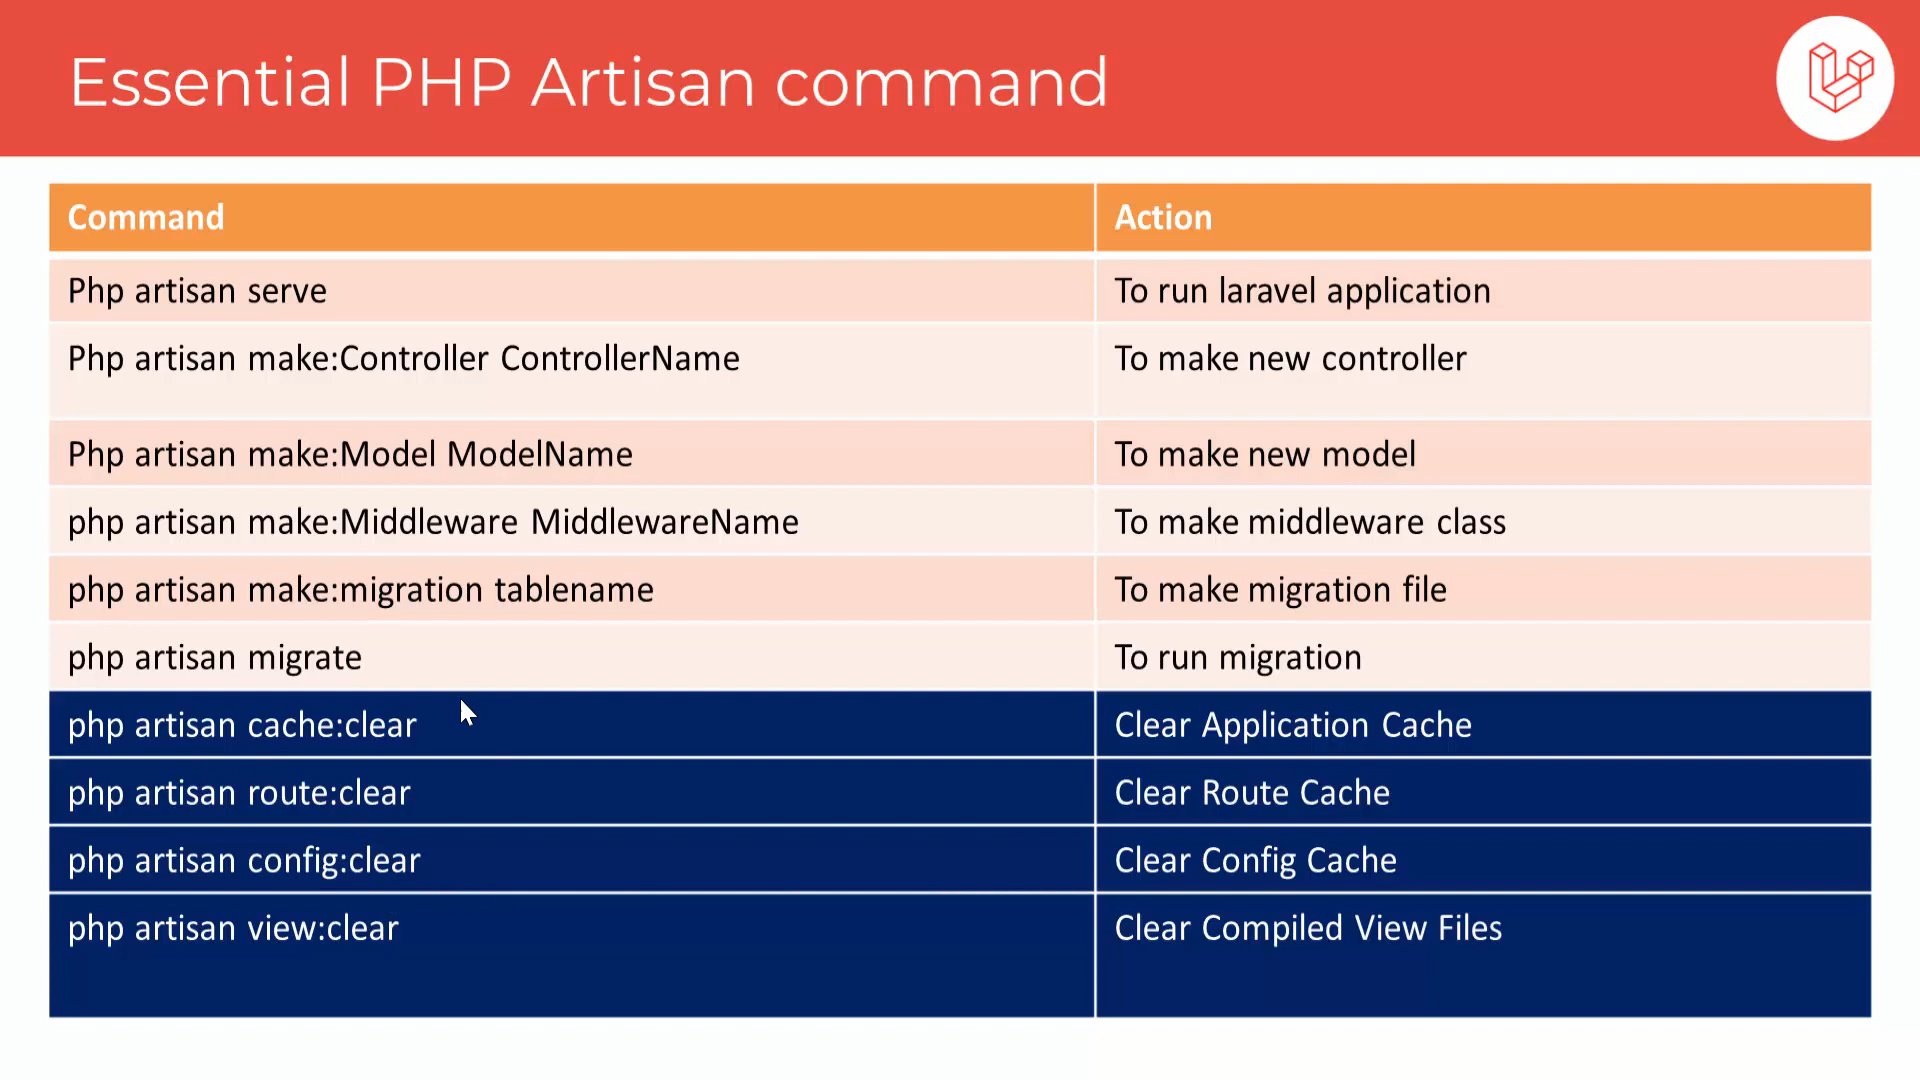 Essential PHP Artisan command
Command
Action
Php artisan serve
To run laravel application
Php artisan make:Controller ControllerName
To make new controller
Php artisan make:Model ModelName
To make new model
php artisan make:Middleware MiddlewareName
To make middleware class
php artisan make:migration tablename
To make migration file
php artisan migrate
To run migration
php artisan cache:clear
Clear Application Cache
php artisan route:clear
Clear Route Cache
php artisan config:clear
Clear Config Cache
php artisan view:clear
Clear Compiled View Files